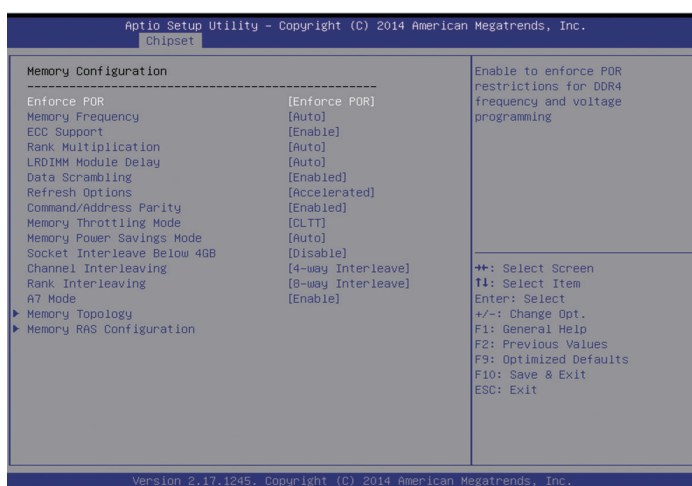 Aptio Setup Utility – Copyright (C) 2014 American Megatrends, Inc.
Chipset
Memory Configuration
Enforce POR [Enforce POR]
Memory Frequency [Auto]
ECC Support [Enable]
Rank Multiplication [Auto]
LRDIMM Module Delay [Auto]
Data Scrambling [Enabled]
Refresh Options [Accelerated]
Command/Address Parity [Enabled]
Memory Throttling Mode [CLTT]
Memory Power Savings Mode [Auto]
Socket Interleave Below 4GB [Disable]
Channel Interleaving [4-way Interleave]
Rank Interleaving [8-way Interleave]
A7 Mode [Enable]
Memory Topology
Memory RAS Configuration
Enable to enforce POR
restrictions for DDR4
frequency and voltage
programming
→←: Select Screen
↑↓: Select Item
Enter: Select
+/-: Change Opt.
F1: General Help
F2: Previous Values
F9: Optimized Defaults
F10: Save & Exit
ESC: Exit
Version 2.17.1245. Copyright (C) 2014 American Megatrends, Inc.